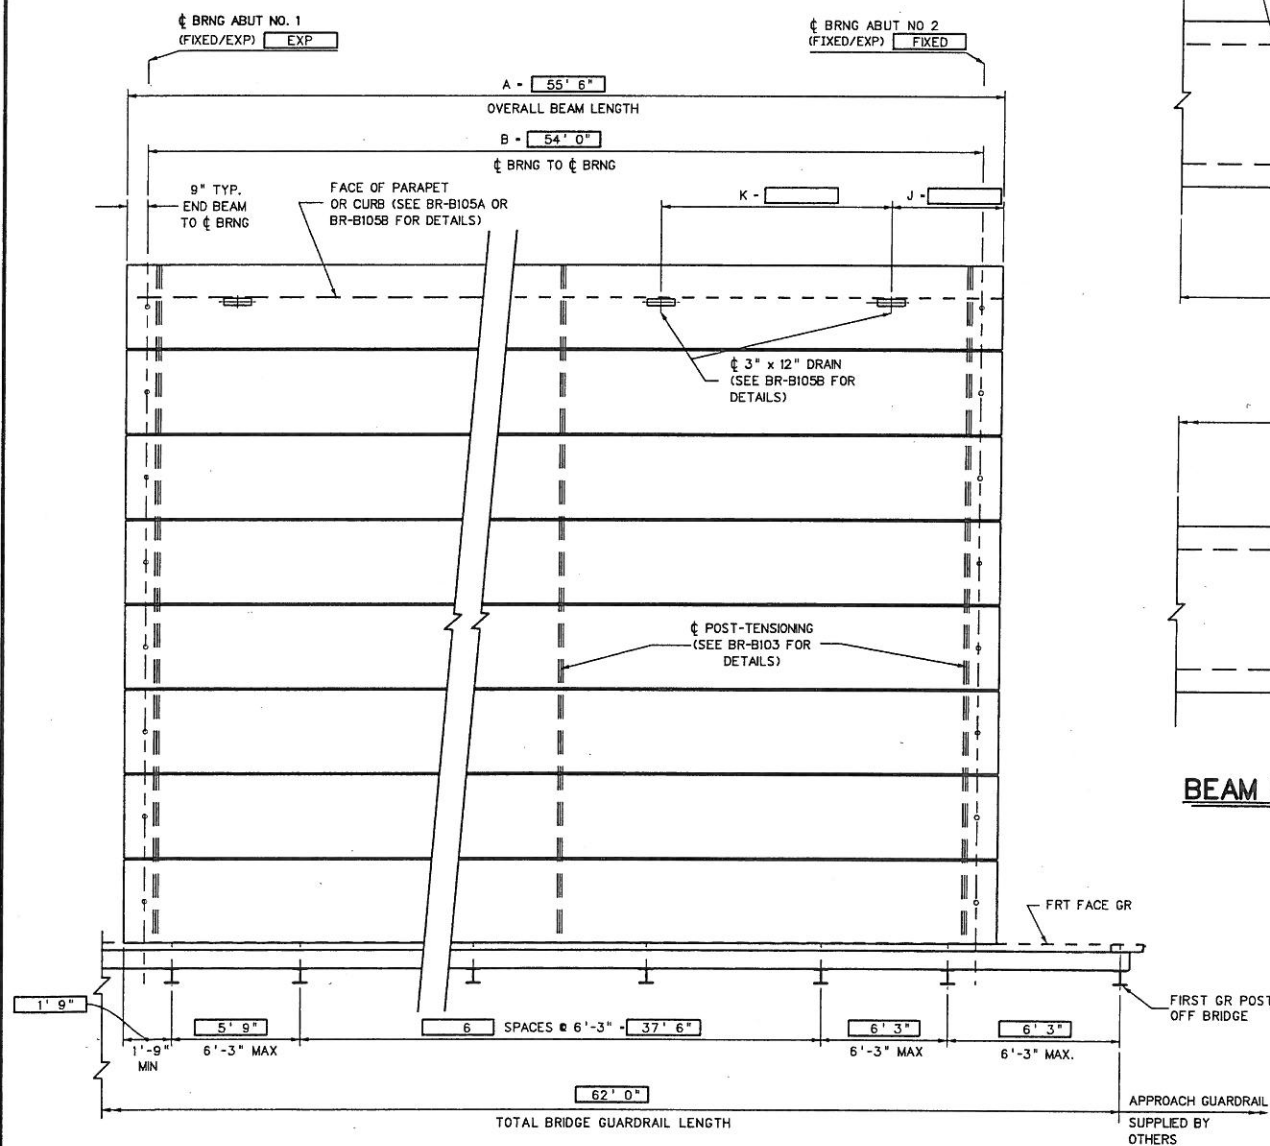 ℄ BRNG ABUT NO. 1
(FIXED/EXP) EXP
℄ BRNG ABUT NO 2
(FIXED/EXP) FIXED
A - 55' 6"
OVERALL BEAM LENGTH
B - 54' 0"
℄ BRNG TO ℄ BRNG
9" TYP.
END BEAM
TO ℄ BRNG
FACE OF PARAPET
OR CURB (SEE BR-B105A OR
BR-B105B FOR DETAILS)
K -
J -
℄ 3" x 12" DRAIN
(SEE BR-B105B FOR
DETAILS)
℄ POST-TENSIONING
(SEE BR-B103 FOR
DETAILS)
BEAM
FRT FACE GR
FIRST GR POST
OFF BRIDGE
1' 9"
1'-9"
MIN
5' 9"
6'-3" MAX
6 SPACES @ 6'-3" - 37' 6"
6' 3"
6'-3" MAX
6' 3"
6'-3" MAX.
62' 0"
TOTAL BRIDGE GUARDRAIL LENGTH
APPROACH GUARDRAIL
SUPPLIED BY
OTHERS